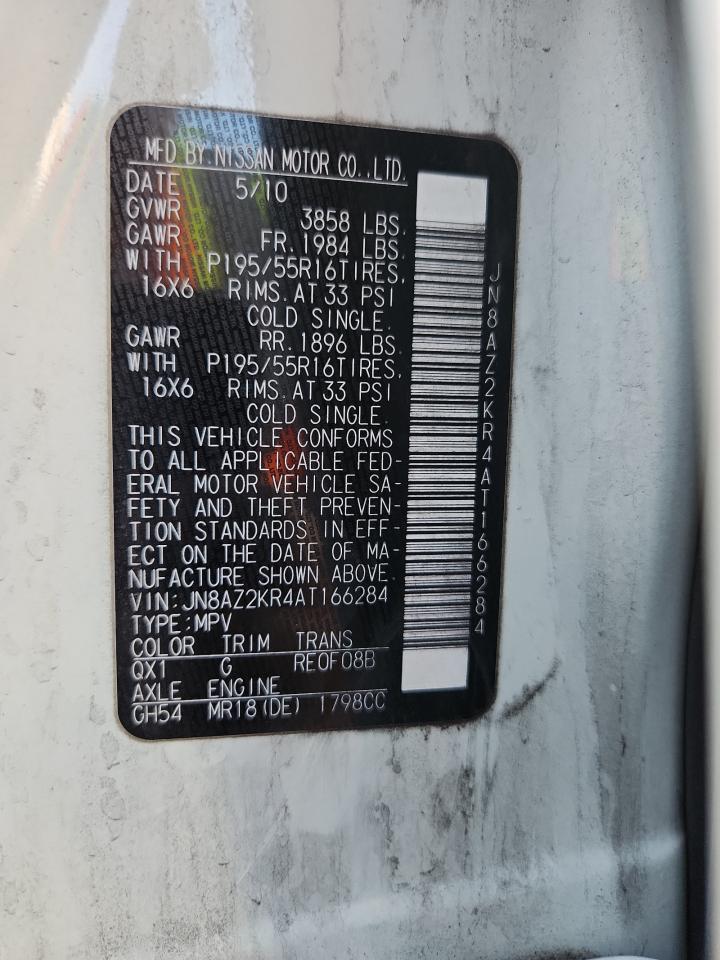 MFD BY NISSAN MOTOR CO.,LTD.
DATE 5/10
GVWR 3858 LBS.
GAWR FR. 1984 LBS.
WITH P195/55R16TIRES,
16X6 RIMS. AT 33 PSI
COLD SINGLE.
GAWR RR. 1896 LBS.
WITH P195/55R16TIRES,
16X6 RIMS. AT 33 PSI
COLD SINGLE.
THIS VEHICLE CONFORMS
TO ALL APPLICABLE FED-
ERAL MOTOR VEHICLE SA-
FETY AND THEFT PREVEN-
TION STANDARDS IN EFF-
ECT ON THE DATE OF MA-
NUFACTURE SHOWN ABOVE.
VIN:JN8AZ2KR4AT166284
TYPE:MPV
COLOR TRIM TRANS
QX1 G RE0F08B
AXLE ENGINE
GH54 MR18(DE) 1798CC
JN8AZ2KR4AT166284